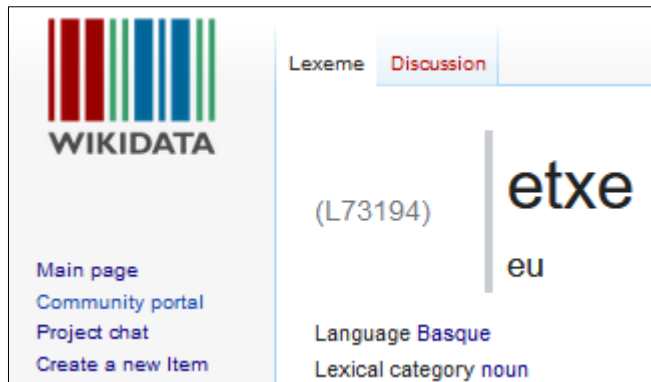 WIKIDATA
Main page
Community portal
Project chat
Create a new Item
Lexeme Discussion
(L73194)
etxe
eu
Language Basque
Lexical category noun